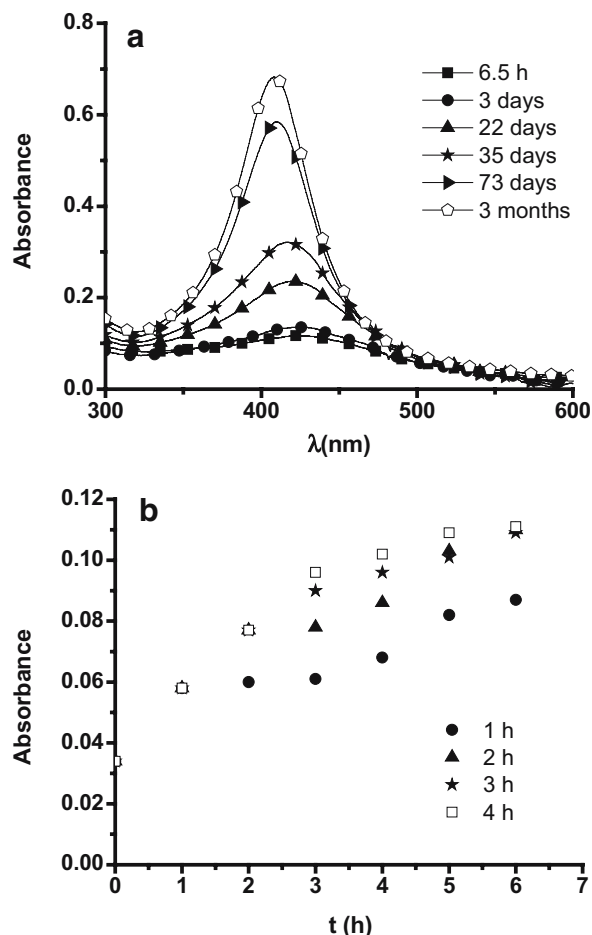 a
0.8
0.6
0.4
0.2
0.0
Absorbance
6.5 h
3 days
22 days
35 days
73 days
3 months
300 400 500 600
λ(nm)
b
0.12
0.10
0.08
0.06
0.04
0.02
0.00
Absorbance
1 h
2 h
3 h
4 h
0 1 2 3 4 5 6 7
t (h)